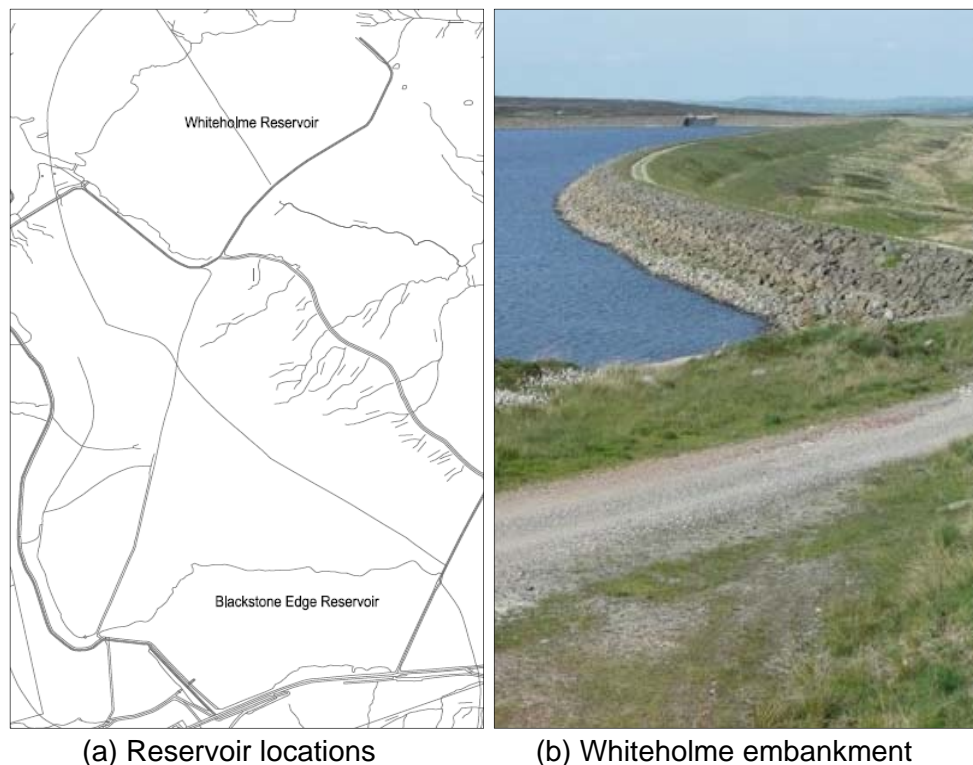 Whiteholme Reservoir
Blackstone Edge Reservoir
(a) Reservoir locations
(b) Whiteholme embankment